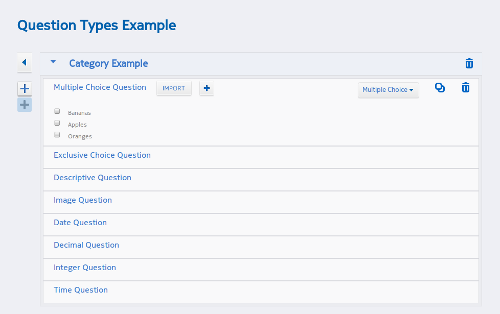 Question Types Example
Category Example
Multiple Choice Question IMPORT Multiple Choice
Bananas
Apples
Oranges
Exclusive Choice Question
Descriptive Question
Image Question
Date Question
Decimal Question
Integer Question
Time Question